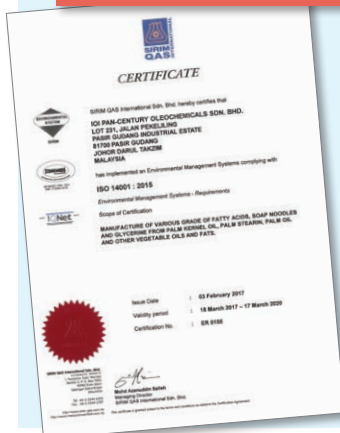 SIRIM QAS
INTERNATIONAL
CERTIFICATE
SIRIM QAS International Sdn. Bhd. hereby certifies that
IOI PAN-CENTURY OLEOCHEMICALS SDN. BHD.
LOT 231, JALAN PEKELILING
PASIR GUDANG INDUSTRIAL ESTATE
81700 PASIR GUDANG
JOHOR DARUL TAKZIM
MALAYSIA
has implemented an Environmental Management Systems complying with
ISO 14001 : 2015
Environmental Management Systems - Requirements
Scope of Certification
MANUFACTURE OF VARIOUS GRADE OF FATTY ACIDS, SOAP NOODLES
AND GLYCERINE FROM PALM KERNEL OIL, PALM STEARIN, PALM OIL
AND OTHER VEGETABLE OILS AND FATS.
ENVIRONMENTAL
SYSTEM
SIRIM
IQNet
Issue Date : 03 February 2017
Validity period : 18 March 2017 – 17 March 2020
Certification No. : ER 0166
Managing Director
SIRIM QAS International Sdn. Bhd.